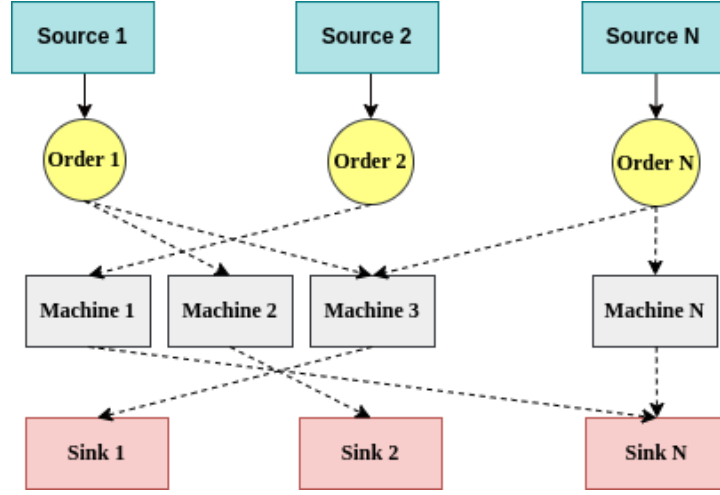 Source 1
Source 2
Source N
Order 1
Order 2
Order N
Machine 1
Machine 2
Machine 3
Machine N
Sink 1
Sink 2
Sink N